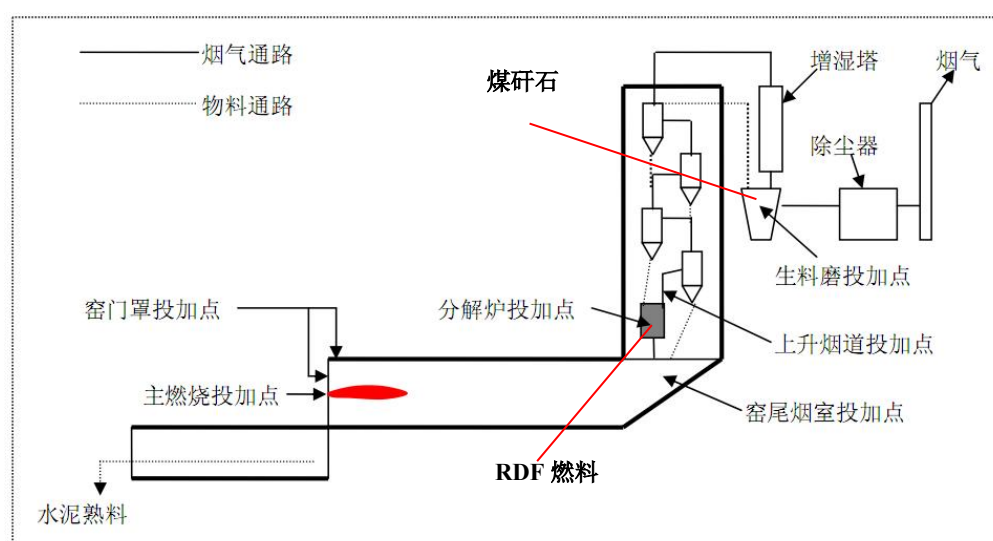 烟气通路
物料通路
煤矸石
增湿塔
烟气
除尘器
生料磨投加点
窑门罩投加点
分解炉投加点
上升烟道投加点
主燃烧投加点
窑尾烟室投加点
RDF 燃料
水泥熟料